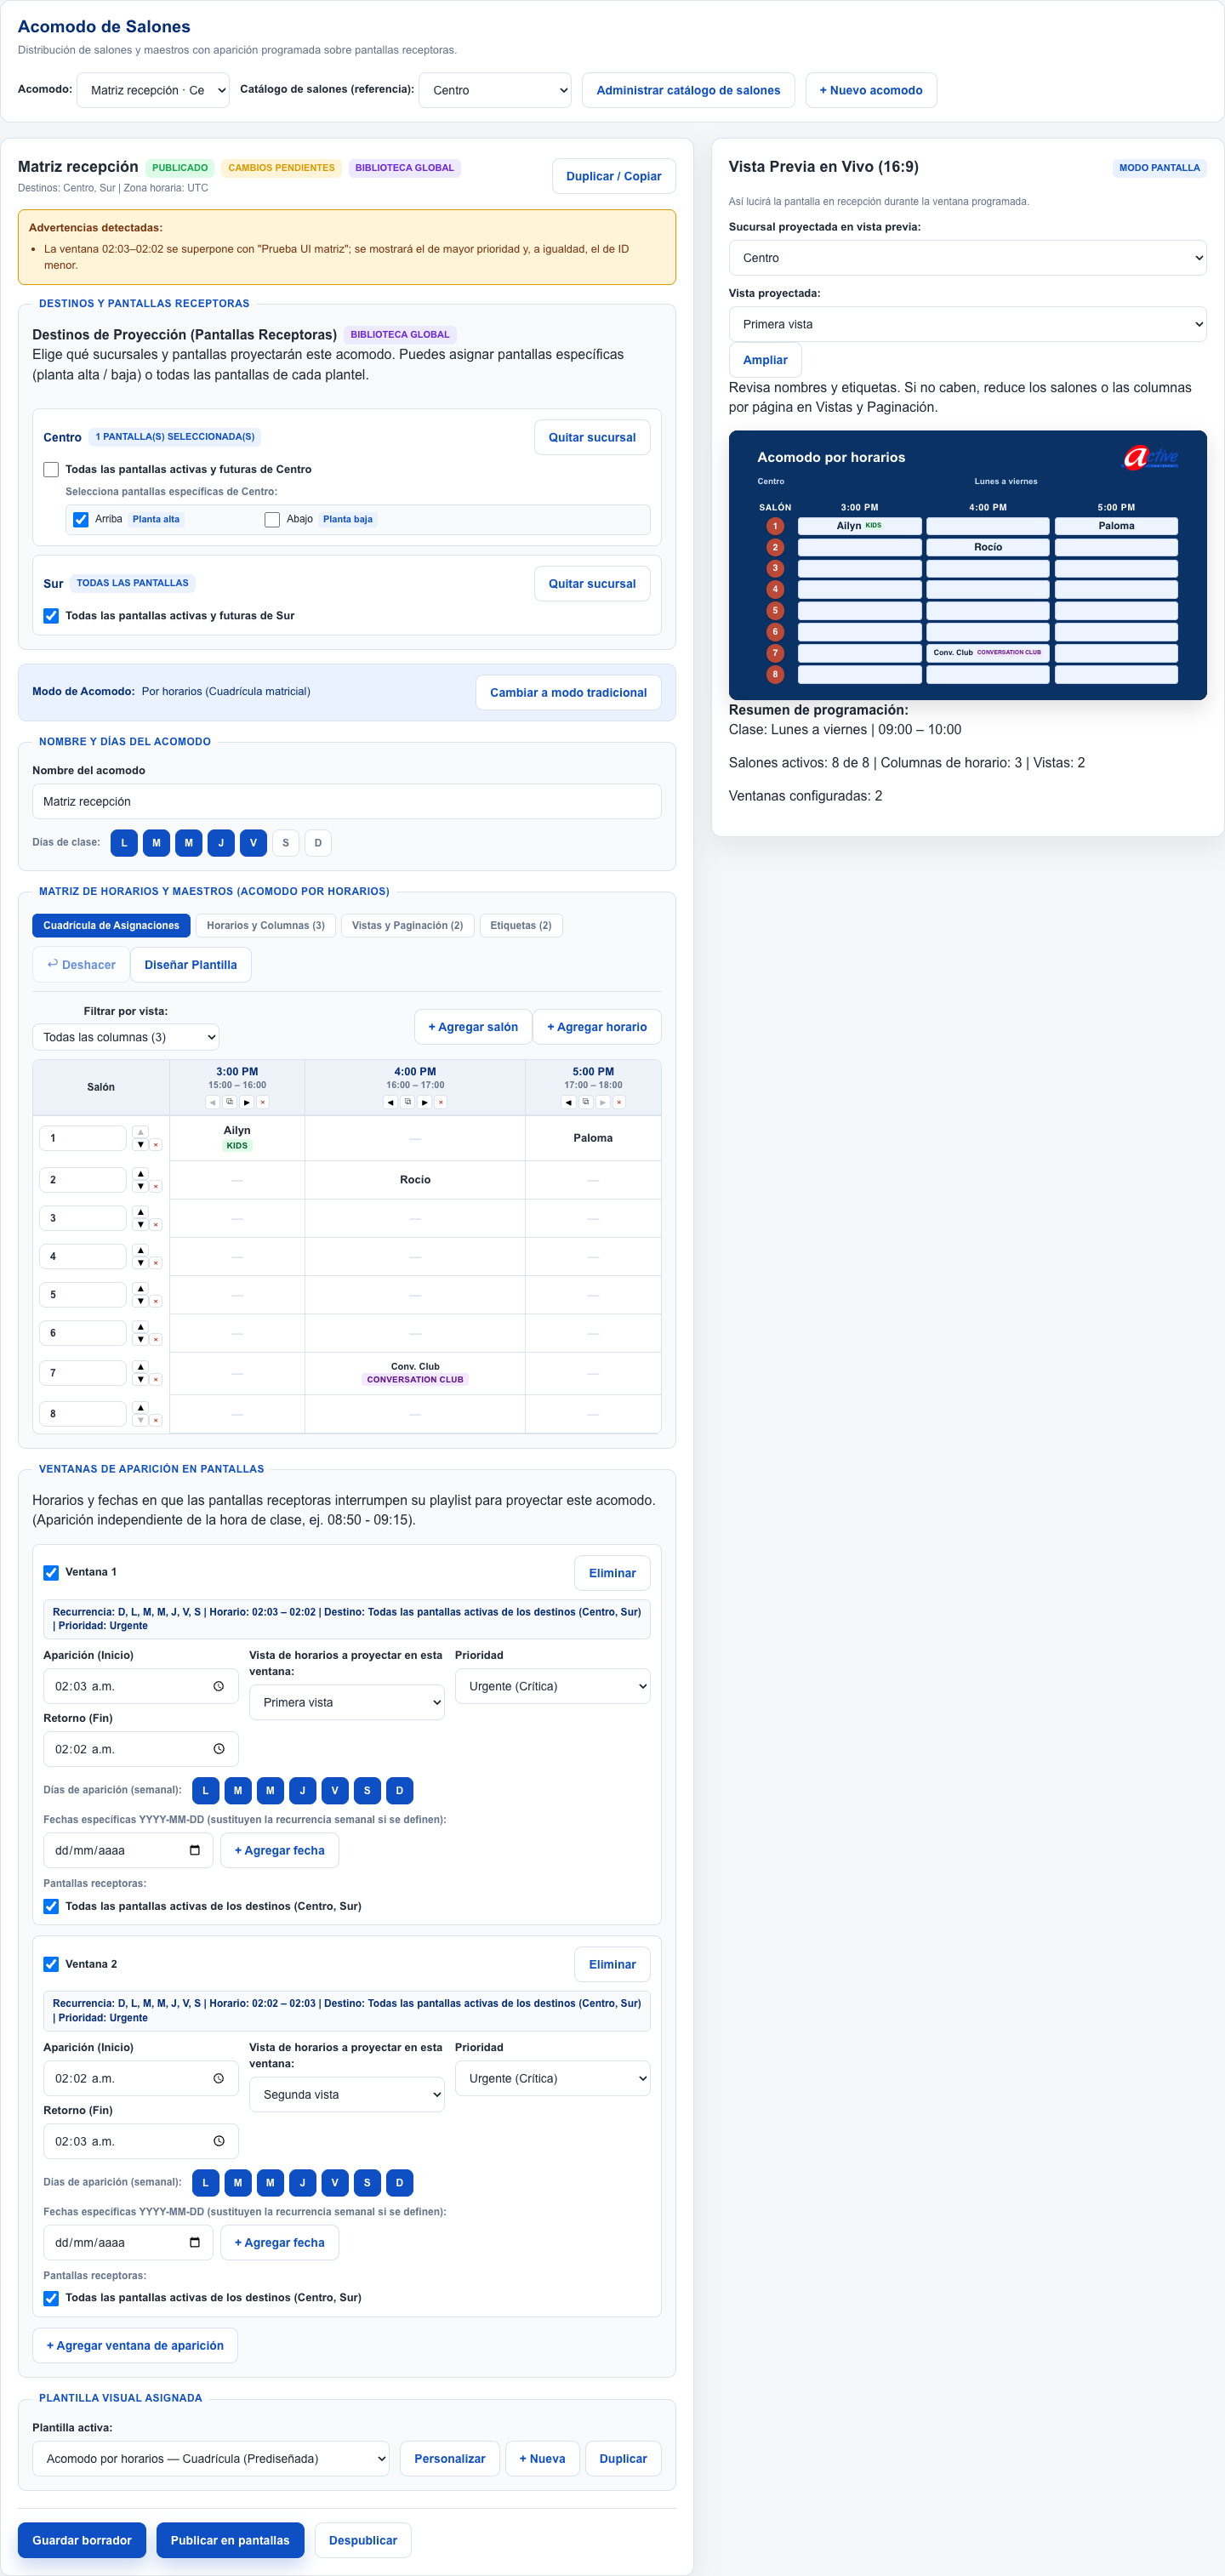 Acomodo de Salones
Distribución de salones y maestros con aparición programada sobre pantallas receptoras.
Acomodo: Matriz recepción · Ce Catálogo de salones (referencia): Centro Administrar catálogo de salones + Nuevo acomodo
Matriz recepción PUBLICADO CAMBIOS PENDIENTES BIBLIOTECA GLOBAL Duplicar / Copiar
Destinos: Centro, Sur | Zona horaria: UTC
Advertencias detectadas:
• La ventana 02:03–02:02 se superpone con "Prueba UI matriz"; se mostrará el de mayor prioridad y, a igualdad, el de ID
menor.
DESTINOS Y PANTALLAS RECEPTORAS
Destinos de Proyección (Pantallas Receptoras) BIBLIOTECA GLOBAL
Elige qué sucursales y pantallas proyectarán este acomodo. Puedes asignar pantallas específicas
(planta alta / baja) o todas las pantallas de cada plantel.
Centro 1 PANTALLA(S) SELECCIONADA(S) Quitar sucursal
Todas las pantallas activas y futuras de Centro
Selecciona pantallas específicas de Centro:
Arriba Planta alta Abajo Planta baja
Sur TODAS LAS PANTALLAS Quitar sucursal
Todas las pantallas activas y futuras de Sur
Modo de Acomodo: Por horarios (Cuadrícula matricial) Cambiar a modo tradicional
NOMBRE Y DÍAS DEL ACOMODO
Nombre del acomodo
Matriz recepción
Días de clase: L M M J V S D
MATRIZ DE HORARIOS Y MAESTROS (ACOMODO POR HORARIOS)
Cuadrícula de Asignaciones Horarios y Columnas (3) Vistas y Paginación (2) Etiquetas (2)
↩ Deshacer Diseñar Plantilla
Filtrar por vista:
Todas las columnas (3) + Agregar salón + Agregar horario
Salón 3:00 PM 4:00 PM 5:00 PM
15:00 – 16:00 16:00 – 17:00 17:00 – 18:00
◀ ⧉ ▶ × ◀ ⧉ ▶ × ◀ ⧉ ▶ ×
1 ▲ ▼ × Ailyn KIDS — Paloma
2 ▲ ▼ × — Rocío —
3 ▲ ▼ × — — —
4 ▲ ▼ × — — —
5 ▲ ▼ × — — —
6 ▲ ▼ × — — —
7 ▲ ▼ × — Conv. Club CONVERSATION CLUB —
8 ▲ ▼ × — — —
VENTANAS DE APARICIÓN EN PANTALLAS
Horarios y fechas en que las pantallas receptoras interrumpen su playlist para proyectar este acomodo.
(Aparición independiente de la hora de clase, ej. 08:50 - 09:15).
Ventana 1 Eliminar
Recurrencia: D, L, M, M, J, V, S | Horario: 02:03 – 02:02 | Destino: Todas las pantallas activas de los destinos (Centro, Sur)
| Prioridad: Urgente
Aparición (Inicio)
02:03 a.m.
Retorno (Fin)
02:02 a.m.
Vista de horarios a proyectar en esta
ventana:
Primera vista
Prioridad
Urgente (Crítica)
Días de aparición (semanal): L M M J V S D
Fechas específicas YYYY-MM-DD (sustituyen la recurrencia semanal si se definen):
dd/mm/aaaa + Agregar fecha
Pantallas receptoras:
Todas las pantallas activas de los destinos (Centro, Sur)
Ventana 2 Eliminar
Recurrencia: D, L, M, M, J, V, S | Horario: 02:02 – 02:03 | Destino: Todas las pantallas activas de los destinos (Centro, Sur)
| Prioridad: Urgente
Aparición (Inicio)
02:02 a.m.
Retorno (Fin)
02:03 a.m.
Vista de horarios a proyectar en esta
ventana:
Segunda vista
Prioridad
Urgente (Crítica)
Días de aparición (semanal): L M M J V S D
Fechas específicas YYYY-MM-DD (sustituyen la recurrencia semanal si se definen):
dd/mm/aaaa + Agregar fecha
Pantallas receptoras:
Todas las pantallas activas de los destinos (Centro, Sur)
+ Agregar ventana de aparición
PLANTILLA VISUAL ASIGNADA
Plantilla activa:
Acomodo por horarios — Cuadrícula (Prediseñada) Personalizar + Nueva Duplicar
Guardar borrador Publicar en pantallas Despublicar
Vista Previa en Vivo (16:9) MODO PANTALLA
Así lucirá la pantalla en recepción durante la ventana programada.
Sucursal proyectada en vista previa:
Centro
Vista proyectada:
Primera vista
Ampliar
Revisa nombres y etiquetas. Si no caben, reduce los salones o las columnas
por página en Vistas y Paginación.
Acomodo por horarios active
Centro Lunes a viernes
SALÓN 3:00 PM 4:00 PM 5:00 PM
1 Ailyn KIDS Paloma
2 Rocío
3
4
5
6
7 Conv. Club CONVERSATION CLUB
8
Resumen de programación:
Clase: Lunes a viernes | 09:00 – 10:00
Salones activos: 8 de 8 | Columnas de horario: 3 | Vistas: 2
Ventanas configuradas: 2